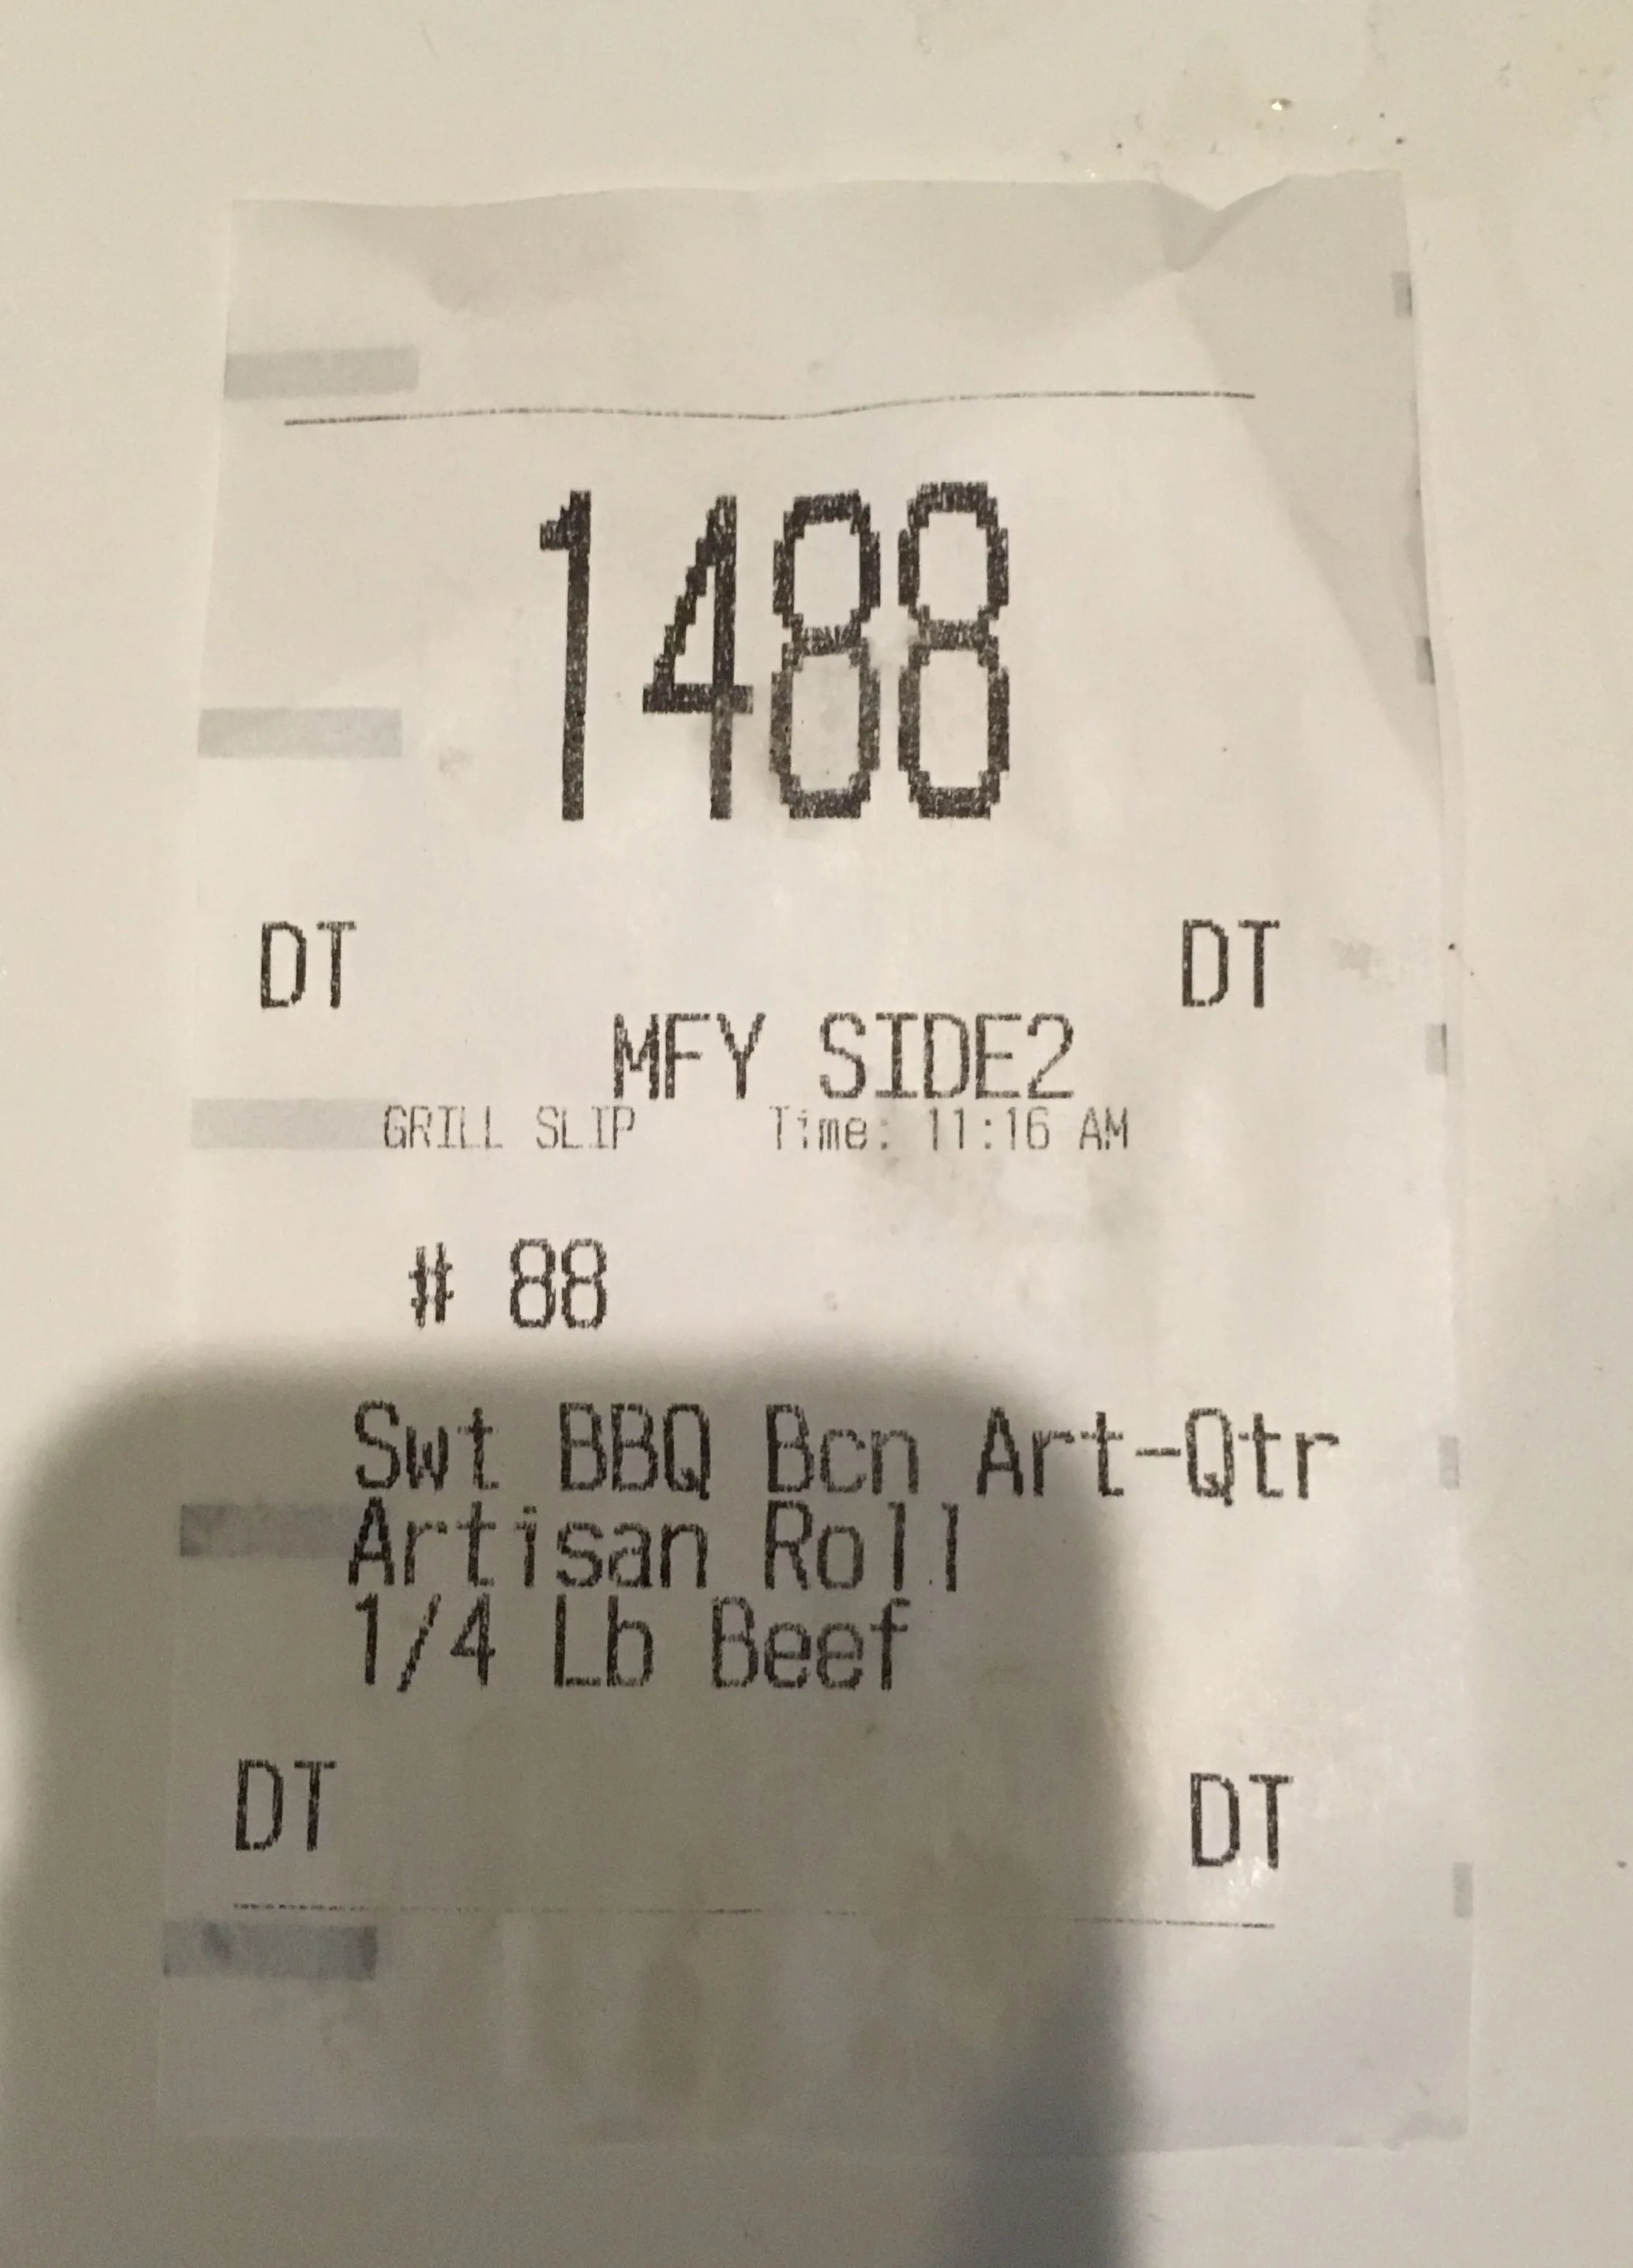 1488
DT DT
MFY SIDE2
GRILL SLIP Time: 11:16 AM
# 88
Swt BBQ Bcn Art-Qtr
Artisan Roll
1/4 Lb Beef
DT DT